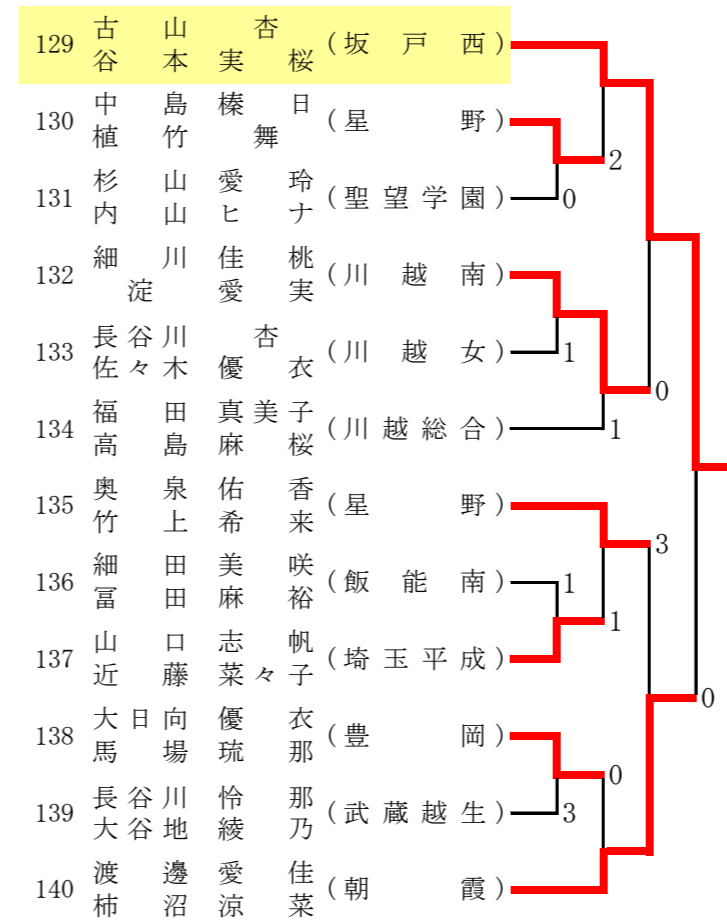 129 古山杏 谷本実桜 (坂戸西)
130 中島榛日 植竹舞 (星野)
2
131 杉山愛玲 内山ヒナ (聖望学園) 0
132 細川佳桃 淀愛実 (川越南)
133 長谷川杏 佐々木優衣 (川越女) 1
0
134 福田真美子 高島麻桜 (川越総合) 1
135 奥泉佑香 竹上希来 (星野)
3
136 細田美咲 冨田麻裕 (飯能南) 1
1
137 山口志帆 近藤菜々子 (埼玉平成)
0
138 大日向優衣 馬場琉那 (豊岡)
0
139 長谷川怜那 大谷地綾乃 (武蔵越生) 3
140 渡邊愛佳 柿沼涼菜 (朝霞)